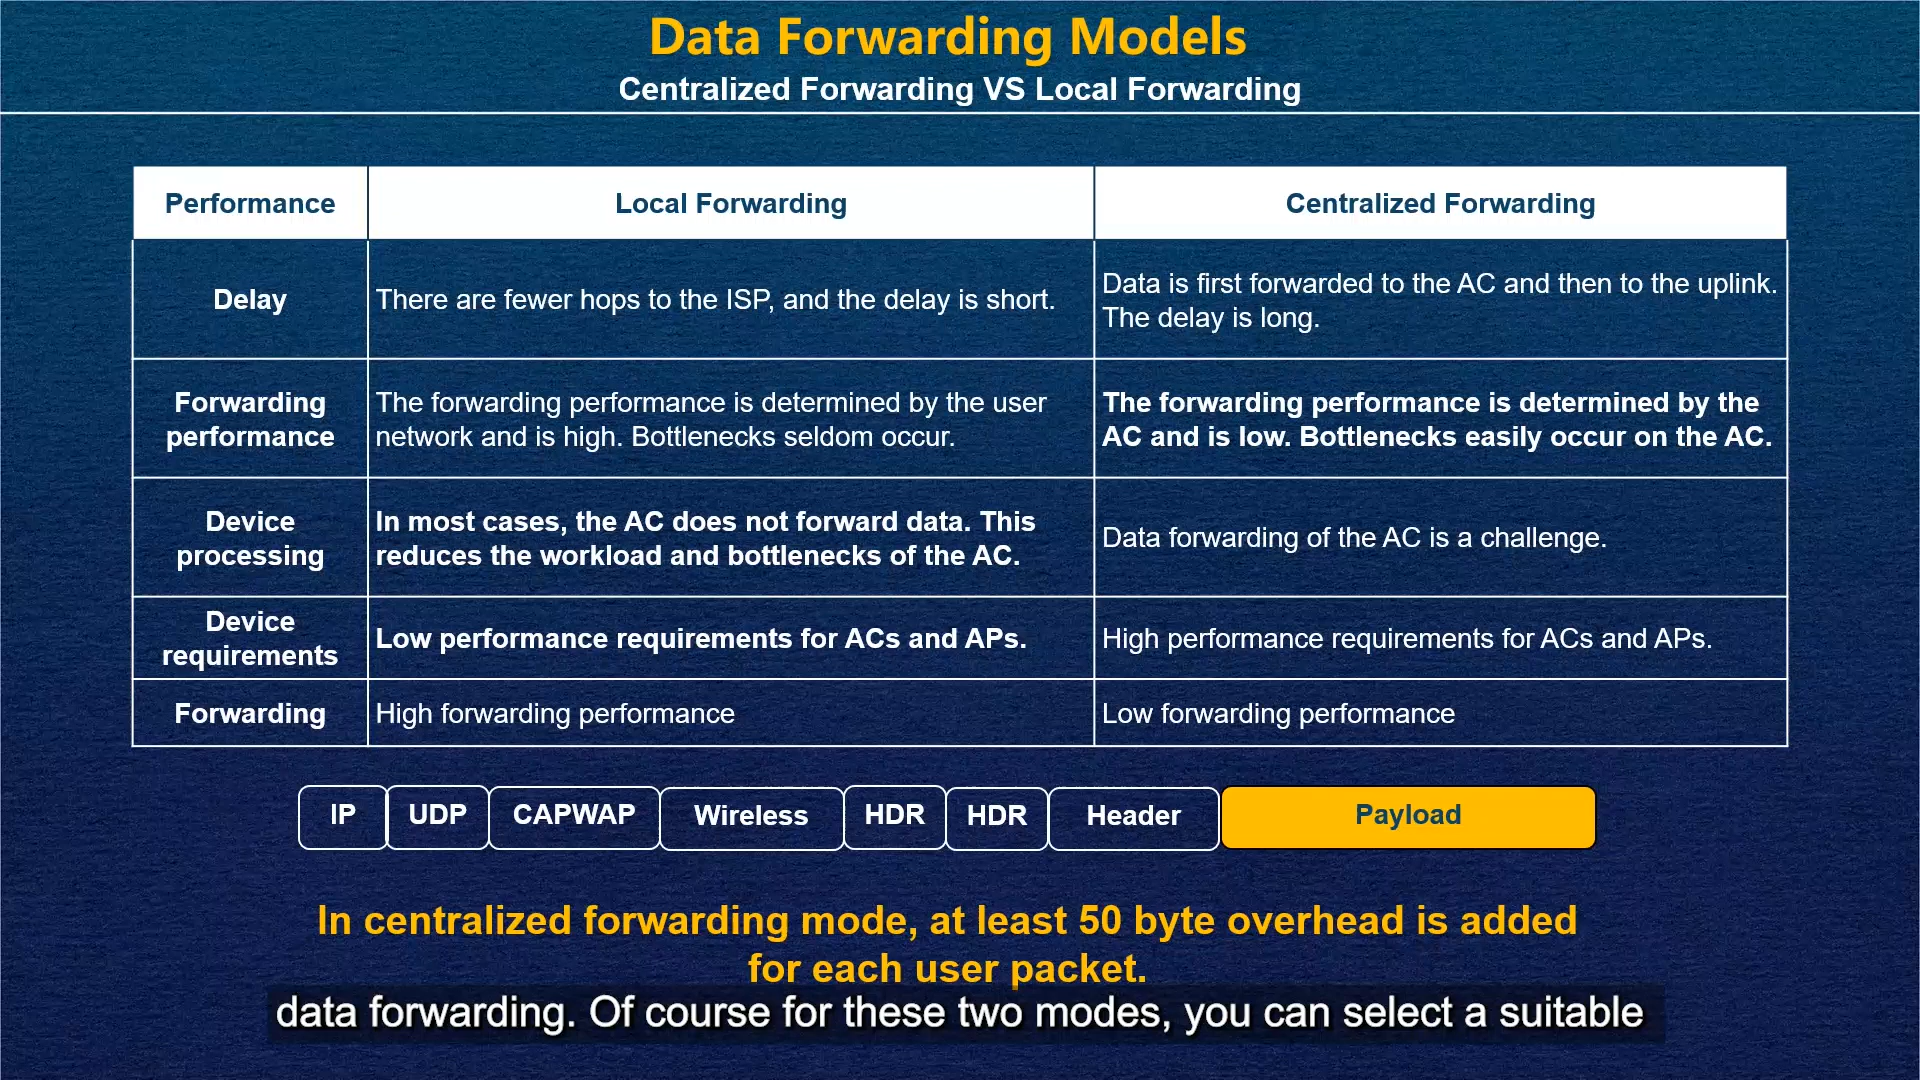 Data Forwarding Models
Centralized Forwarding VS Local Forwarding
Performance
Local Forwarding
Centralized Forwarding
Delay
There are fewer hops to the ISP, and the delay is short.
Data is first forwarded to the AC and then to the uplink.
The delay is long.
Forwarding
performance
The forwarding performance is determined by the user
network and is high. Bottlenecks seldom occur.
The forwarding performance is determined by the
AC and is low. Bottlenecks easily occur on the AC.
Device
processing
In most cases, the AC does not forward data. This
reduces the workload and bottlenecks of the AC.
Data forwarding of the AC is a challenge.
Device
requirements
Low performance requirements for ACs and APs.
High performance requirements for ACs and APs.
Forwarding
High forwarding performance
Low forwarding performance
IP
UDP
CAPWAP
Wireless
HDR
HDR
Header
Payload
In centralized forwarding mode, at least 50 byte overhead is added
for each user packet.
data forwarding. Of course for these two modes, you can select a suitable